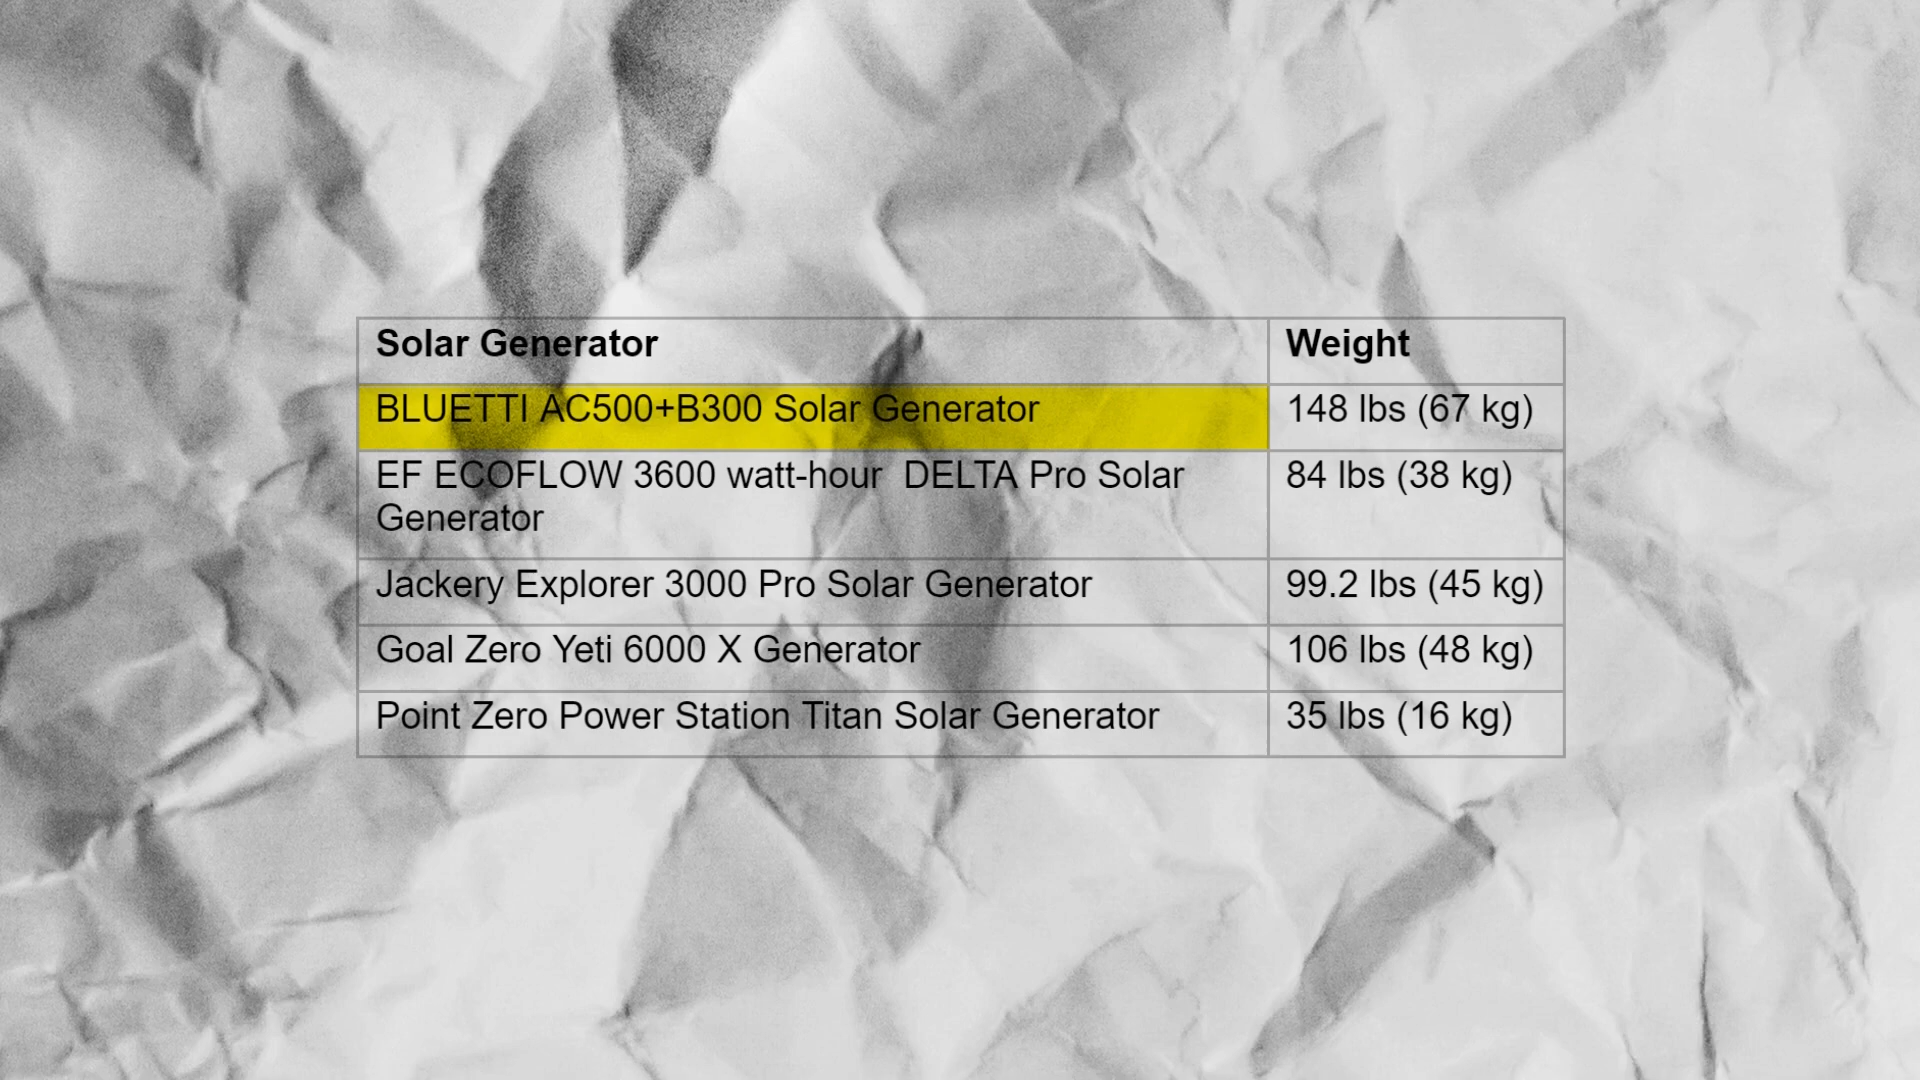 Solar Generator Weight
BLUETTI AC500+B300 Solar Generator 148 lbs (67 kg)
EF ECOFLOW 3600 watt-hour  DELTA Pro Solar 84 lbs (38 kg)
Generator
Jackery Explorer 3000 Pro Solar Generator 99.2 lbs (45 kg)
Goal Zero Yeti 6000 X Generator 106 lbs (48 kg)
Point Zero Power Station Titan Solar Generator 35 lbs (16 kg)